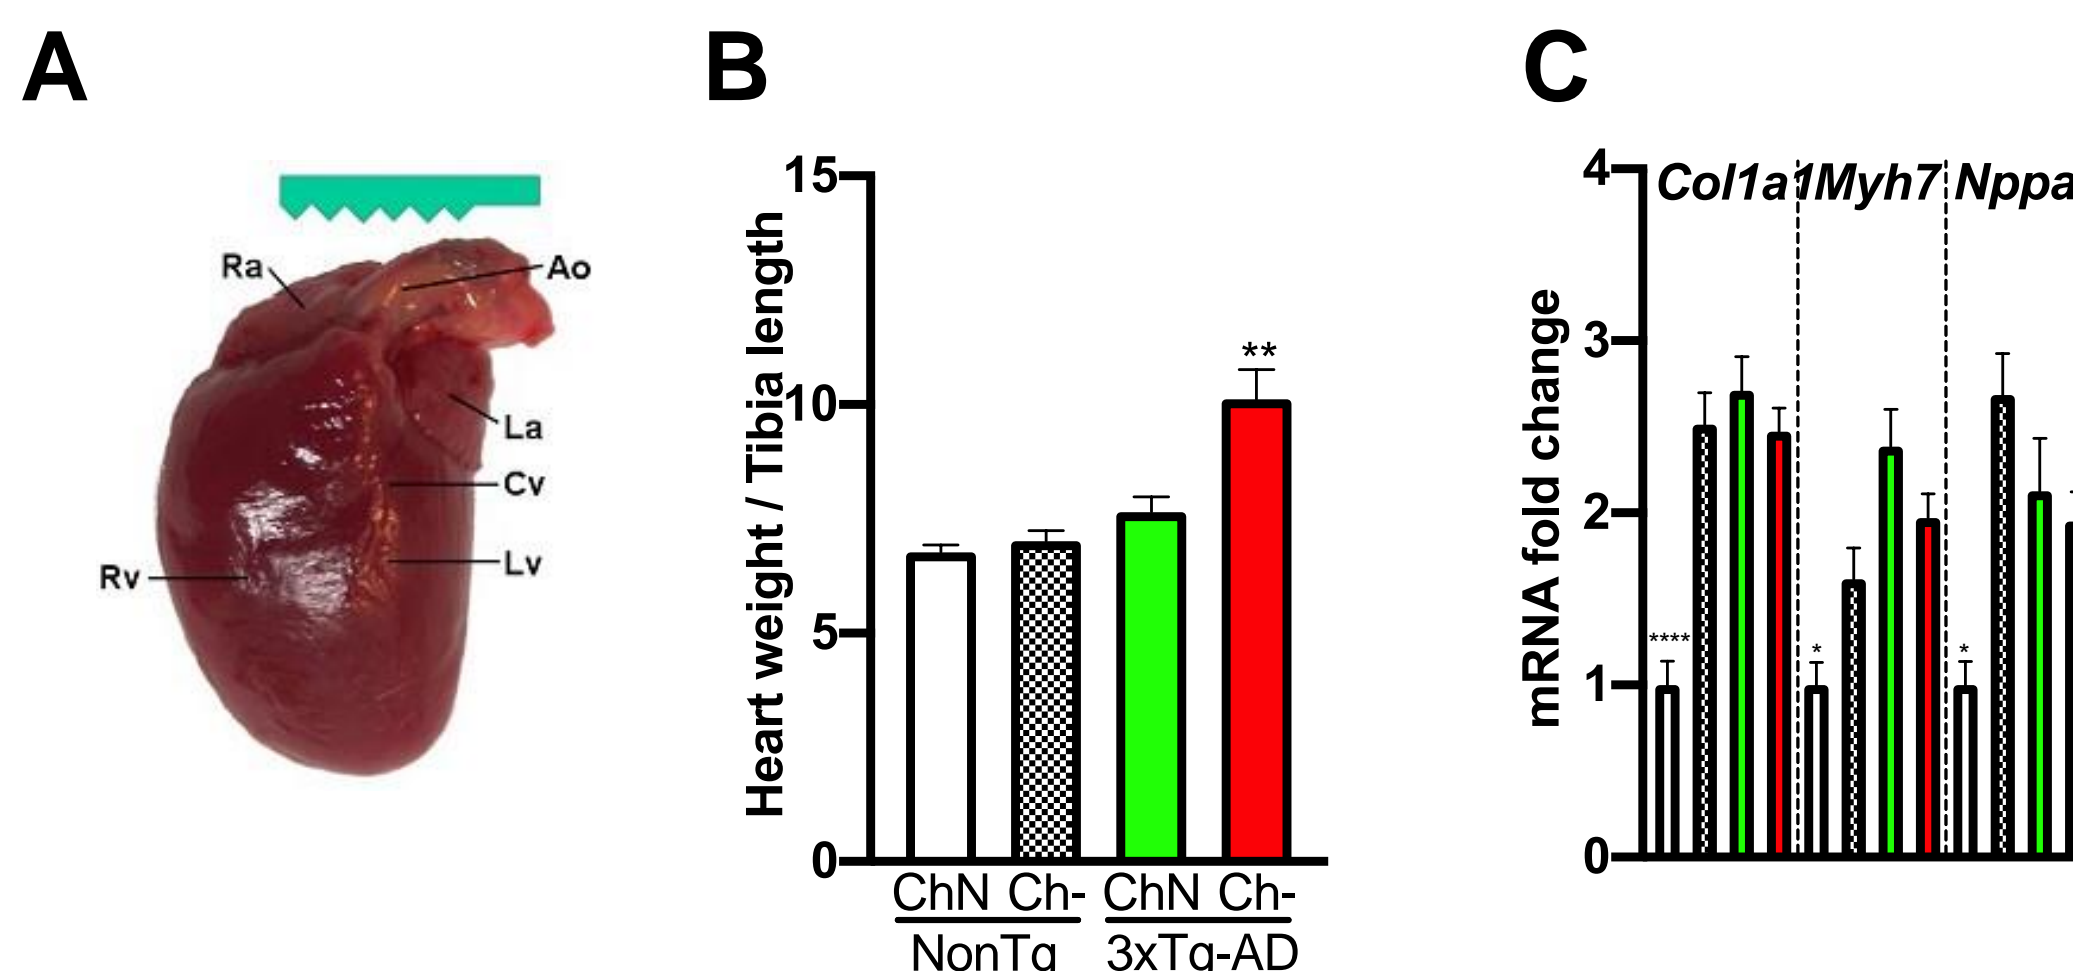 A
Ra
Ao
La
Cv
Lv
Rv
B
Heart weight / Tibia length
15
10
5
0
**
ChN Ch- ChN Ch-
NonTg 3xTg-AD
C
mRNA fold change
4
3
2
1
0
Col1a1 Myh7 Nppa
**** * *